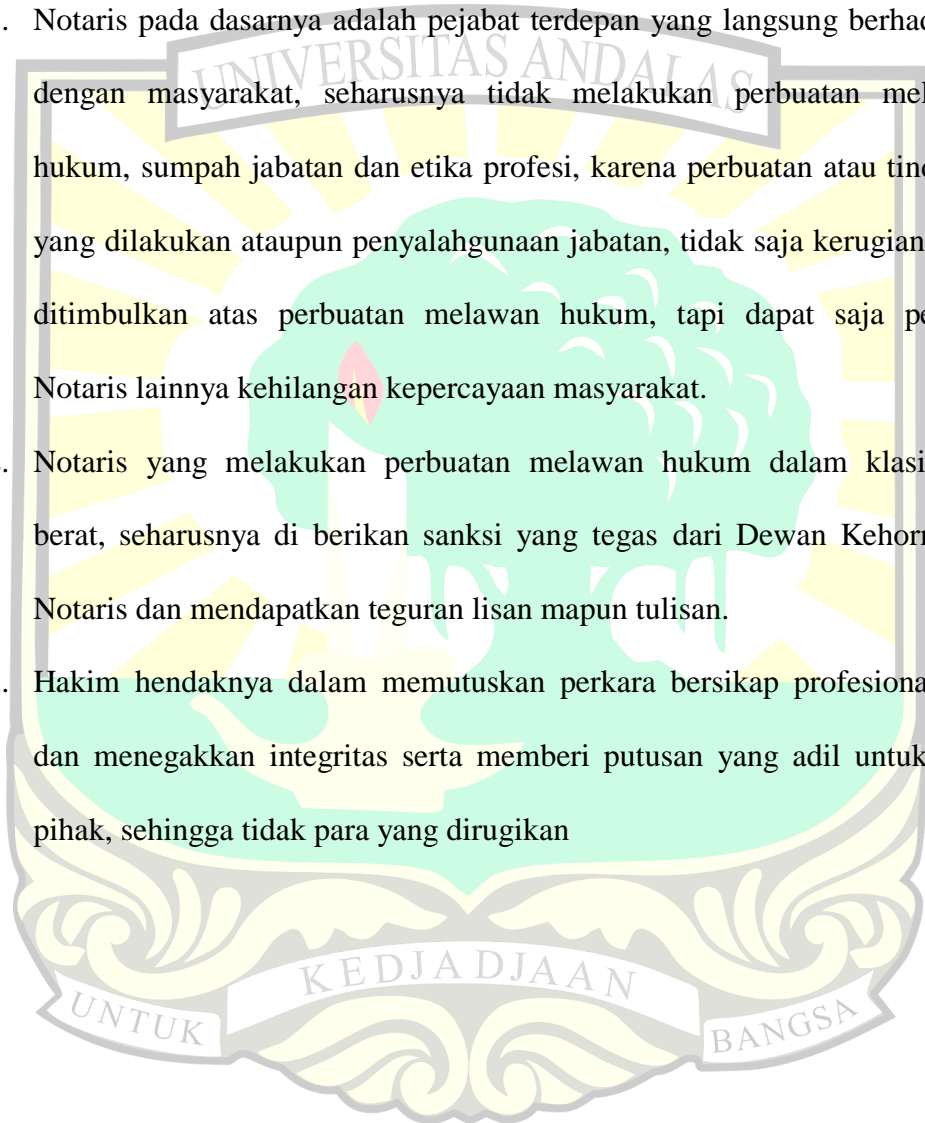 . Notaris pada dasarnya adalah pejabat terdepan yang langsung
UNIVERSITAS ANDALAS
dengan masyarakat, seharusnya tidak melakukan perbuatan mel
hukum, sumpah jabatan dan etika profesi, karena perbuatan atau
yang dilakukan ataupun penyalahgunaan jabatan, tidak saja kerugian
ditimbulkan atas perbuatan melawan hukum, tapi dapat saja pe
Notaris lainnya kehilangan kepercayaan masyarakat.
. Notaris yang melakukan perbuatan melawan hukum dalam klasi
berat, seharusnya di berikan sanksi yang tegas dari Dewan
Notaris dan mendapatkan teguran lisan mapun tulisan.
. Hakim hendaknya dalam memutuskan perkara bersikap profesiona
dan menegakkan integritas serta memberi putusan yang adil untuk
pihak, sehingga tidak para yang dirugikan
UNTUK KEDJADJAAN BANGSA